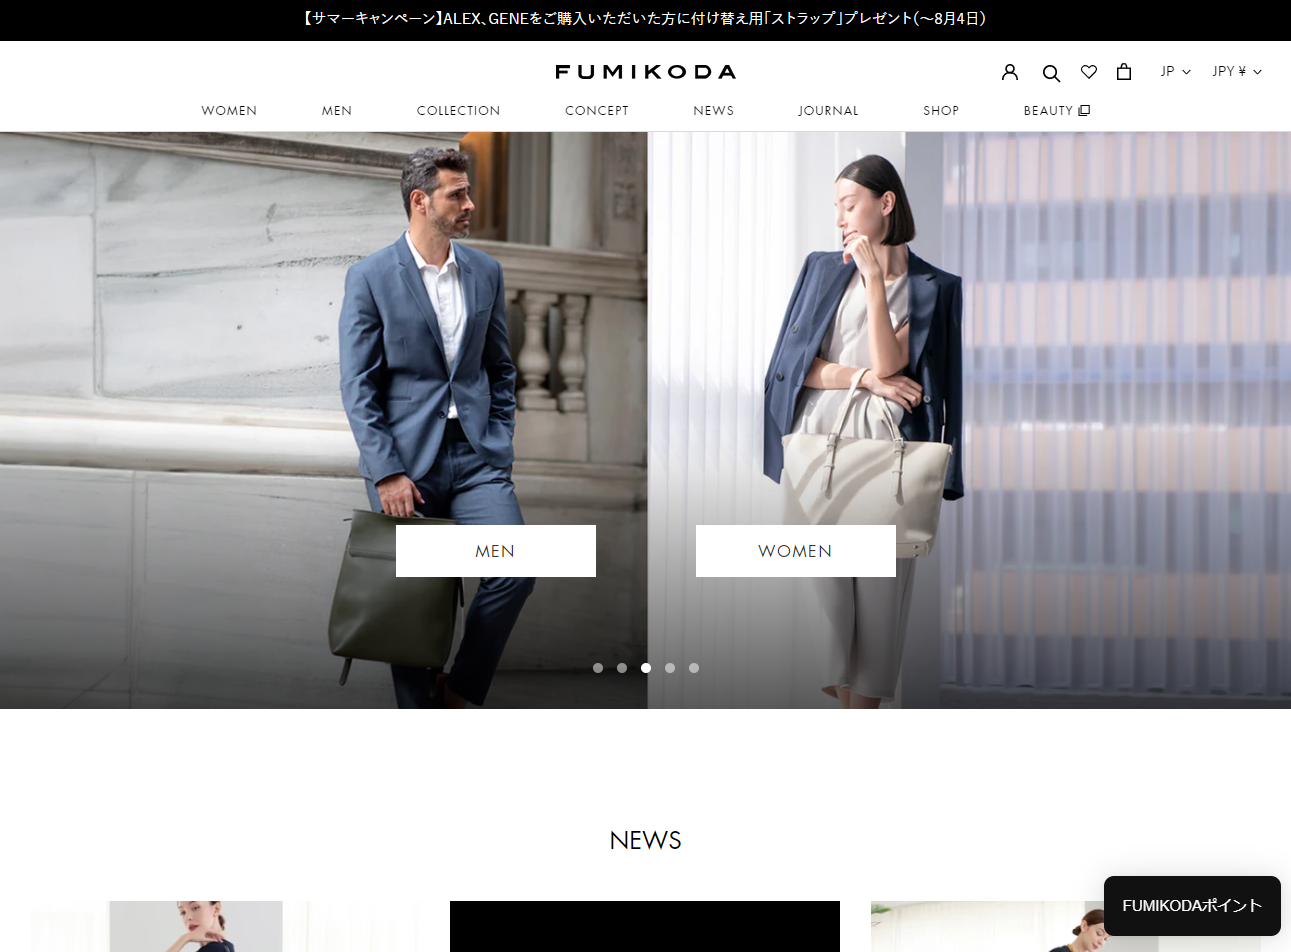 【サマーキャンペーン】ALEX、GENEをご購入いただいた方に付け替え用「ストラップ」プレゼント（～8月4日）
FUMIKODA
JP
JPY ¥
WOMEN
MEN
COLLECTION
CONCEPT
NEWS
JOURNAL
SHOP
BEAUTY
MEN
WOMEN
NEWS
FUMIKODAポイント